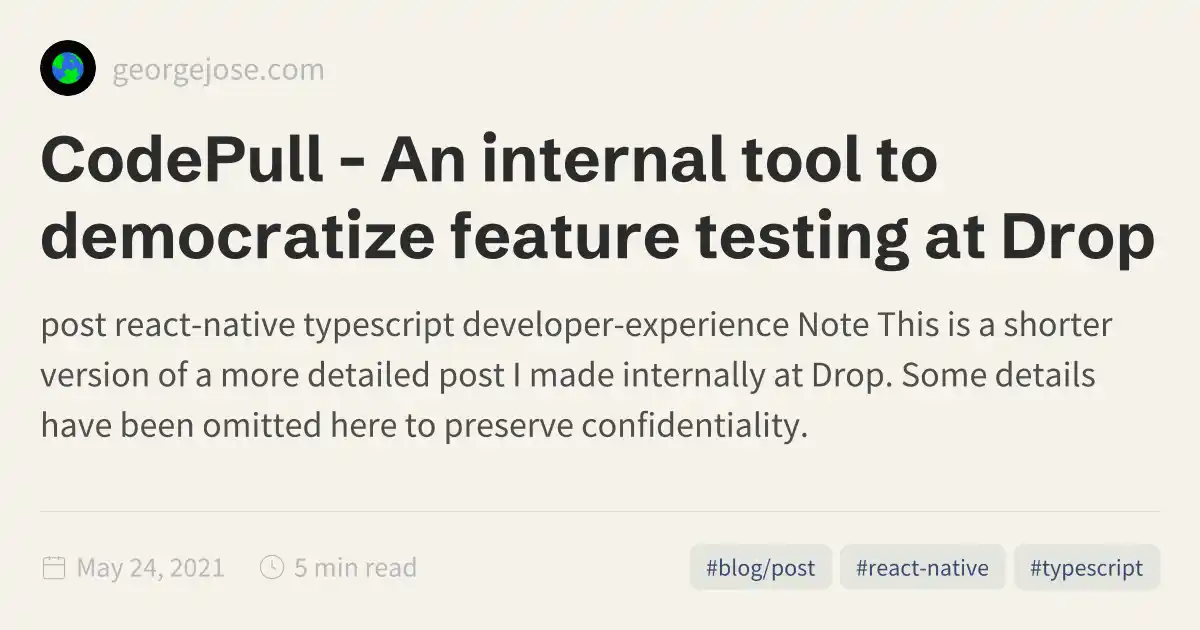 georgejose.com
CodePull - An internal tool to
democratize feature testing at Drop
post react-native typescript developer-experience Note This is a shorter
version of a more detailed post I made internally at Drop. Some details
have been omitted here to preserve confidentiality.
May 24, 2021 5 min read #blog/post #react-native #typescript